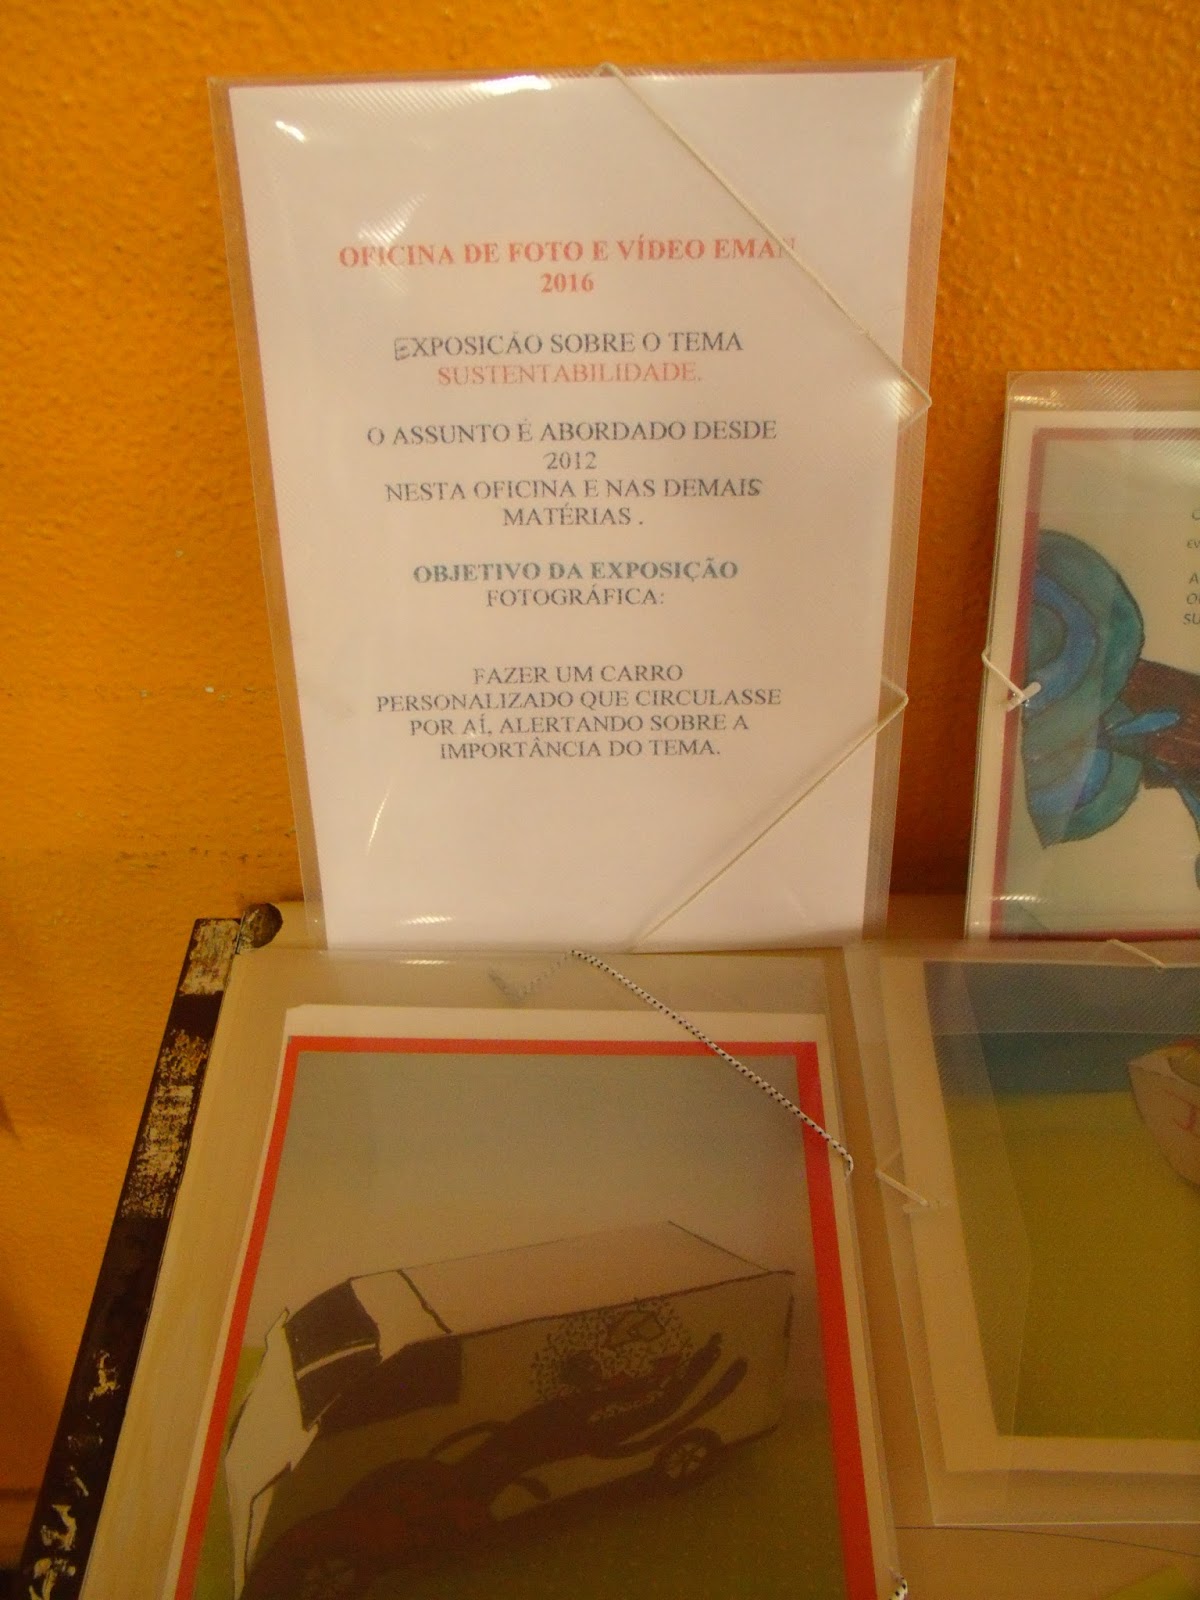 OFICINA DE FOTO E VÍDEO EMAN
2016
EXPOSICÃO SOBRE O TEMA
SUSTENTABILIDADE.
O ASSUNTO É ABORDADO DESDE
2012
NESTA OFICINA E NAS DEMAIS
MATÉRIAS .
OBJETIVO DA EXPOSIÇÃO
FOTOGRÁFICA:
FAZER UM CARRO
PERSONALIZADO QUE CIRCULASSE
POR AÍ, ALERTANDO SOBRE A
IMPORTÂNCIA DO TEMA.